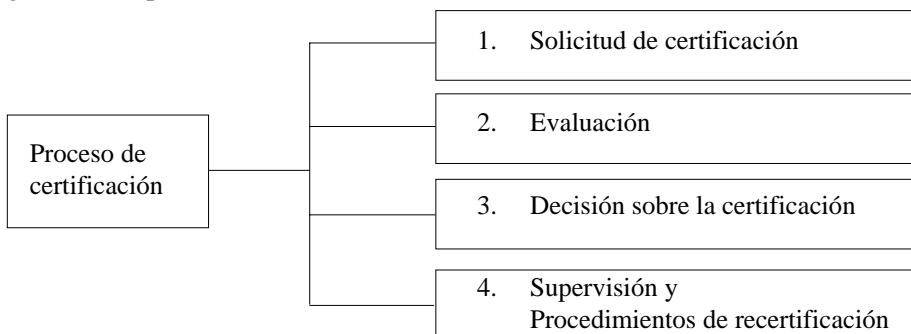 Proceso de
certificación
1. Solicitud de certificación
2. Evaluación
3. Decisión sobre la certificación
4. Supervisión y
Procedimientos de recertificación